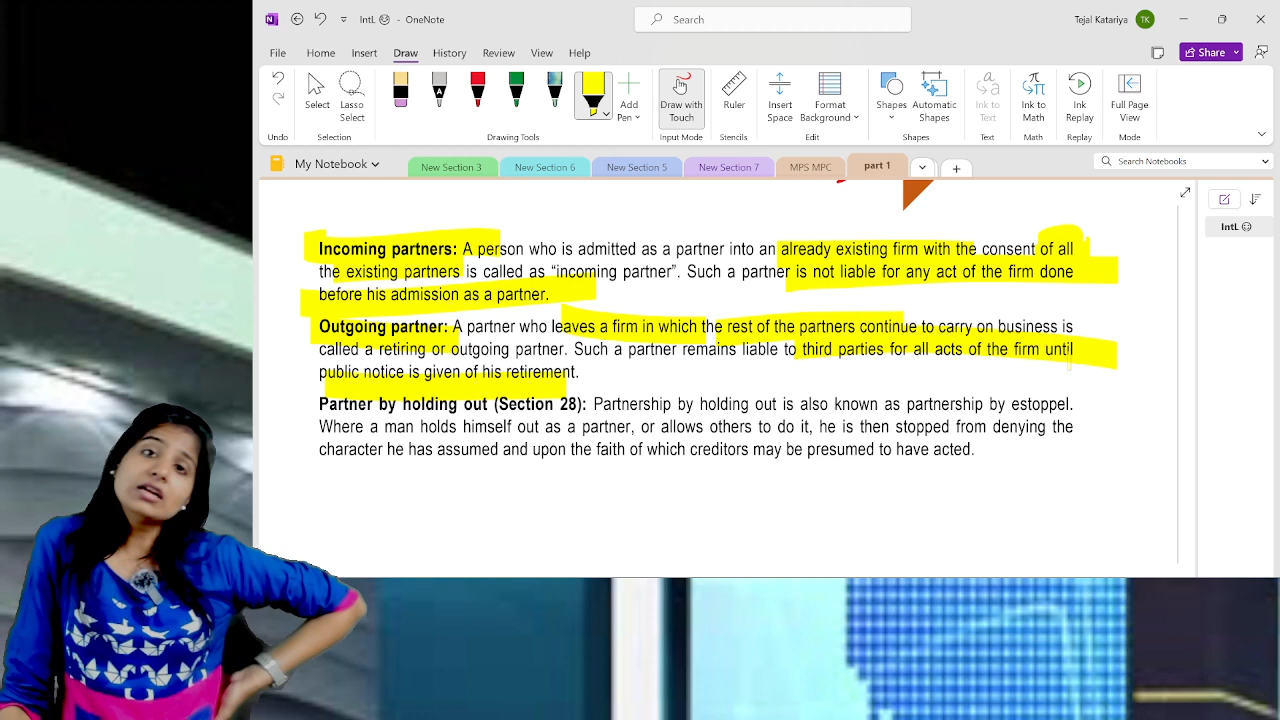 IntL ☺ - OneNote
Search
Tejal Katariya
TK
File Home Insert Draw History Review View Help
Share
Select
Lasso Select
Add Pen
Draw with Touch
Ruler
Insert Space
Format Background
Shapes
Automatic Shapes
Ink to Text
Ink to Math
Ink Replay
Full Page View
Undo Selection Drawing Tools Input Mode Stencils Edit Shapes Text Math Replay Mode
My Notebook
New Section 3 New Section 6 New Section 5 New Section 7 MPS MPC part 1
Search Notebooks
IntL ☺
Incoming partners: A person who is admitted as a partner into an already existing firm with the consent of all
the existing partners is called as “incoming partner”. Such a partner is not liable for any act of the firm done
before his admission as a partner.
Outgoing partner: A partner who leaves a firm in which the rest of the partners continue to carry on business is
called a retiring or outgoing partner. Such a partner remains liable to third parties for all acts of the firm until
public notice is given of his retirement.
Partner by holding out (Section 28): Partnership by holding out is also known as partnership by estoppel.
Where a man holds himself out as a partner, or allows others to do it, he is then stopped from denying the
character he has assumed and upon the faith of which creditors may be presumed to have acted.